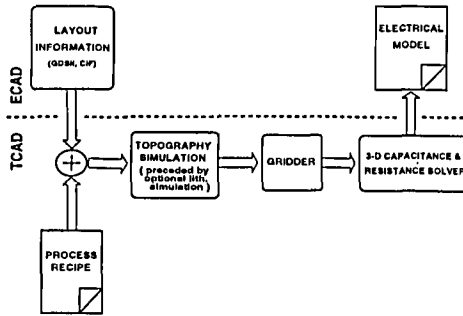 LAYOUT
INFORMATION
(GDSII, CIF)
ELECTRICAL
MODEL
ECAD
TCAD
TOPOGRAPHY
SIMULATION
( preceded by
optional lith.
simulation )
GRIDDER
3-D CAPACITANCE &
RESISTANCE SOLVER
PROCESS
RECIPE